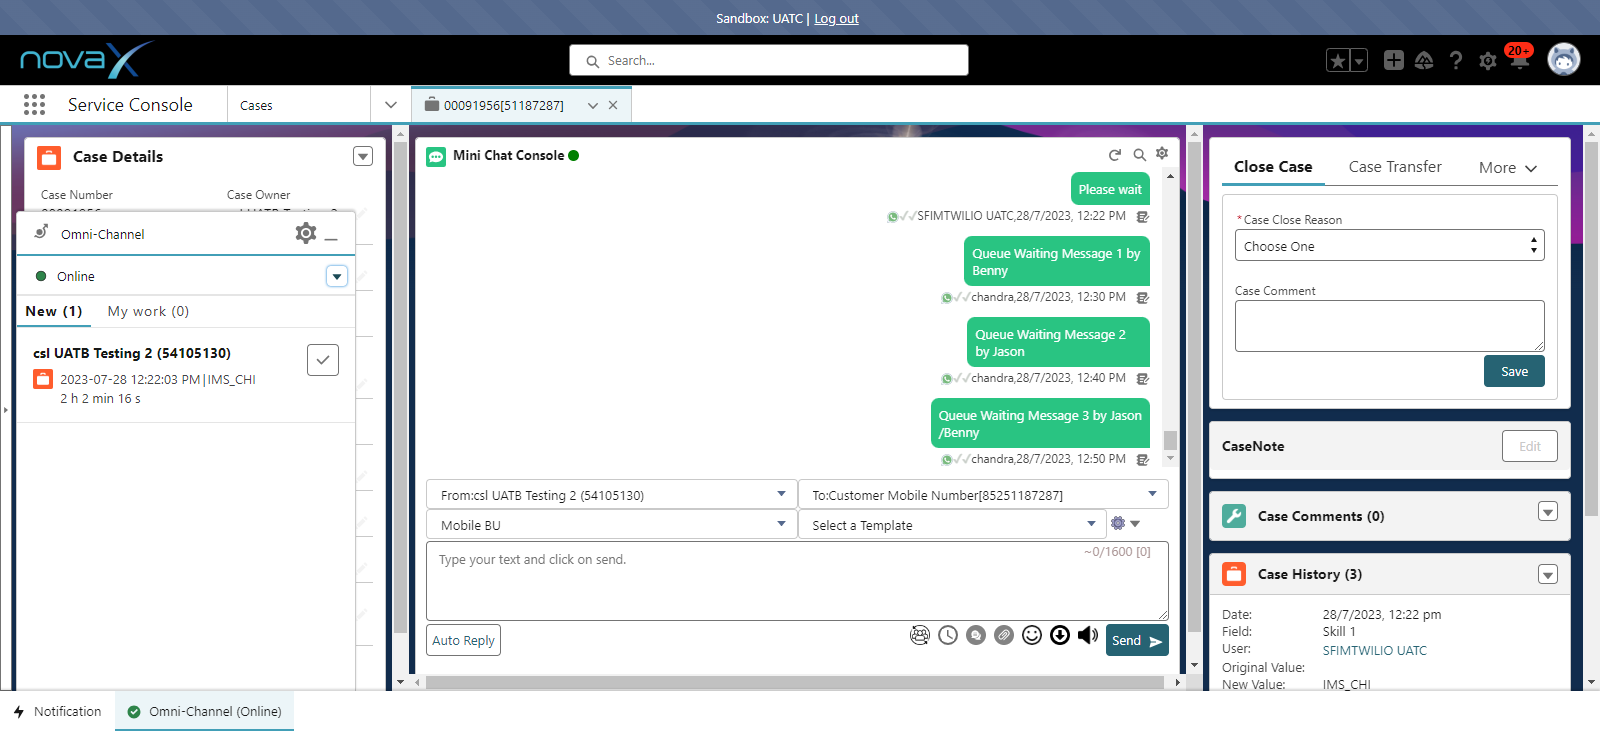 Sandbox: UATC | Log out
novaX
Search...
20+
Service Console
Cases
00091956[51187287]
Case Details
Case Number
Case Owner
Omni-Channel
Online
New (1)
My work (0)
csl UATB Testing 2 (54105130)
2023-07-28 12:22:03 PM|IMS_CHI
2 h 2 min 16 s
Mini Chat Console
Please wait
SFIMTWILIO UATC,28/7/2023, 12:22 PM
Queue Waiting Message 1 by
Benny
chandra,28/7/2023, 12:30 PM
Queue Waiting Message 2
by Jason
chandra,28/7/2023, 12:40 PM
Queue Waiting Message 3 by Jason
/Benny
chandra,28/7/2023, 12:50 PM
From:csl UATB Testing 2 (54105130)
To:Customer Mobile Number[85251187287]
Mobile BU
Select a Template
Type your text and click on send.
~0/1600 [0]
Auto Reply
Send
Close Case
Case Transfer
More
*Case Close Reason
Choose One
Case Comment
Save
CaseNote
Edit
Case Comments (0)
Case History (3)
Date: 28/7/2023, 12:22 pm
Field: Skill 1
User: SFIMTWILIO UATC
Original Value:
New Value: IMS_CHI
Notification
Omni-Channel (Online)